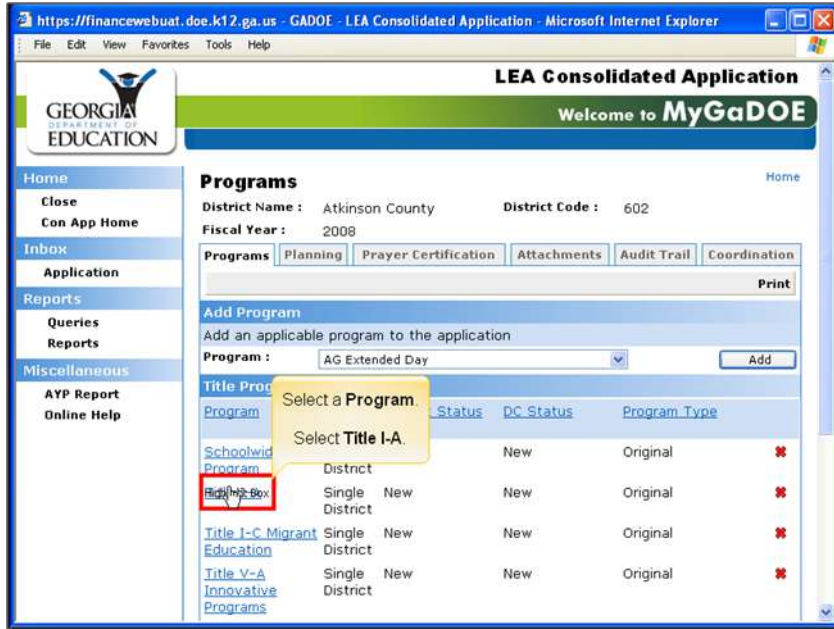 https://financewebuat.doe.k12.ga.us - GADOE - LEA Consolidated Application - Microsoft Internet Explorer
File Edit View Favorites Tools Help
GEORGIA
DEPARTMENT OF
EDUCATION
LEA Consolidated Application
Welcome to MyGaDOE
Home
Close
Con App Home
Inbox
Application
Reports
Queries
Reports
Miscellaneous
AYP Report
Online Help
Programs
Home
District Name : Atkinson County District Code : 602
Fiscal Year : 2008
Programs Planning Prayer Certification Attachments Audit Trail Coordination
Print
Add Program
Add an applicable program to the application
Program : AG Extended Day Add
Title Prog
Select a Program.
Select Title I-A.
Program Status DC Status Program Type
Schoolwid New Original
Program District
Single New New Original
District
Title I-C Migrant Single New New Original
Education District
Title V-A Single New New Original
Innovative District
Programs